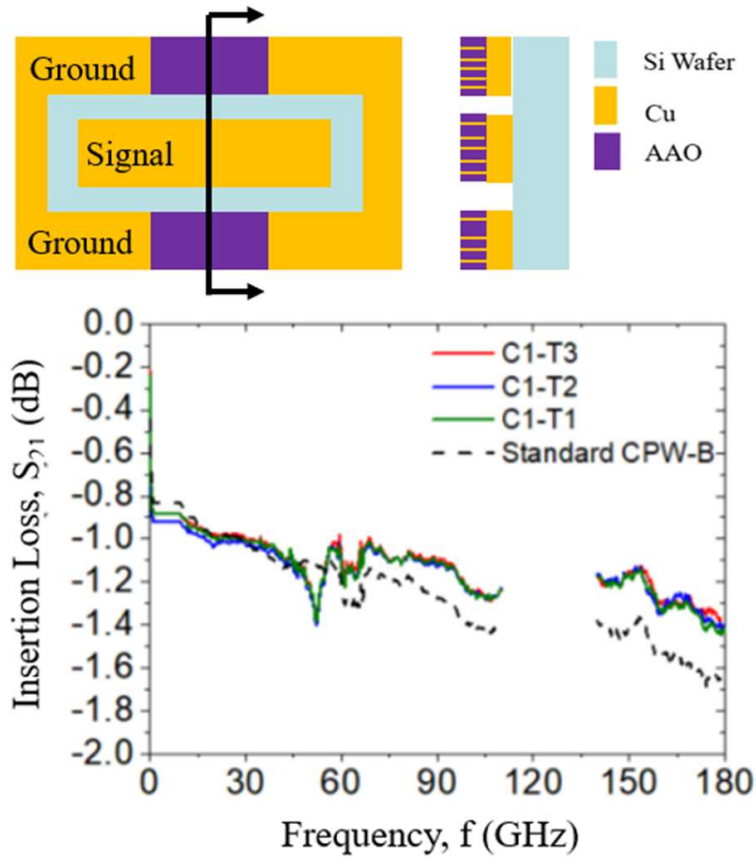 Ground
Signal
Ground
Si Wafer
Cu
AAO
C1-T3
C1-T2
C1-T1
Standard CPW-B
Insertion Loss, S21 (dB)
0.0
-0.2
-0.4
-0.6
-0.8
-1.0
-1.2
-1.4
-1.6
-1.8
-2.0
0 30 60 90 120 150 180
Frequency, f (GHz)